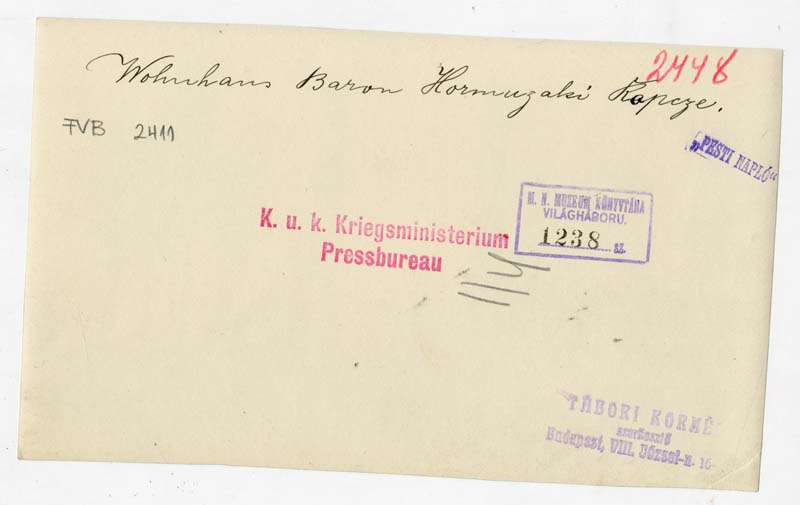 2448
Wohnhaus Baron Hormuzaki Kopcze.
FVB 2411
„PESTI NAPLÓ“
M. N. MUZEUM KÖNYVTÁRA
VILÁGHÁBORU.
1238 sz.
K. u. k. Kriegsministerium
Pressbureau
TÁBORI KORNÉ
szerkesztő
Budapest, VIII. József-u. 16